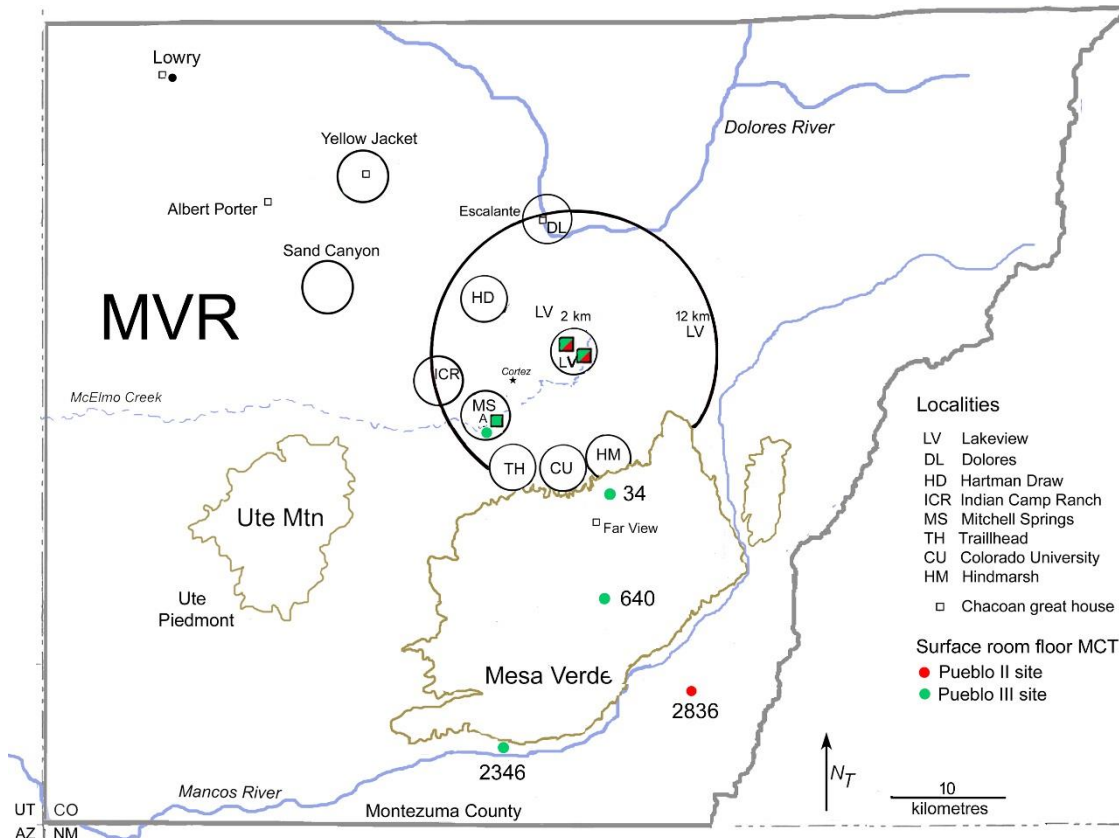 Lowry
Yellow Jacket
Dolores River
Albert Porter
Escalante
DL
Sand Canyon
MVR
HD
LV
2 km
12 km
LV
LV
ICR
Cortez
McElmo Creek
MS
A
TH
CU
HM
34
Far View
Ute Mtn
Ute
Piedmont
640
Mesa Verde
2836
2346
Mancos River
Montezuma County
UT CO
AZ NM
Localities
LV Lakeview
DL Dolores
HD Hartman Draw
ICR Indian Camp Ranch
MS Mitchell Springs
TH Traillhead
CU Colorado University
HM Hindmarsh
Chacoan great house
Surface room floor MCT
Pueblo II site
Pueblo III site
NT
10
kilometres